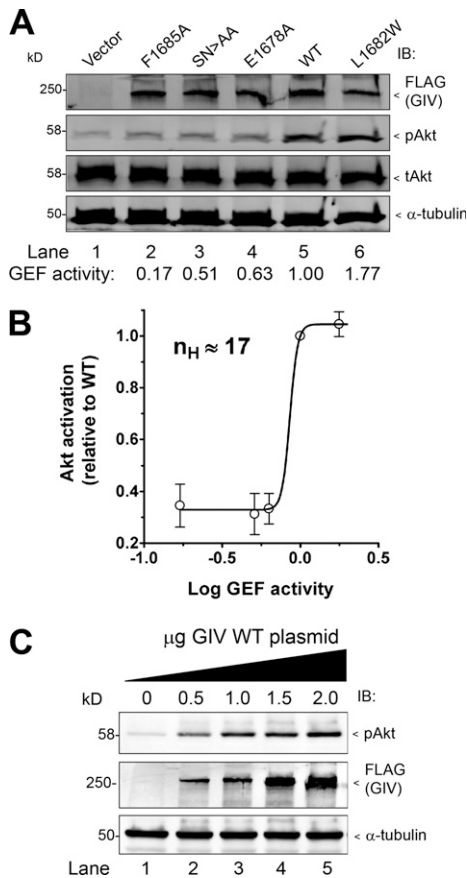 A
kD Vector F1685A SN>AA E1678A WT L1682W IB:
250- < FLAG (GIV)
58- < pAkt
58- < tAkt
50- < α-tubulin
Lane 1 2 3 4 5 6
GEF activity: 0.17 0.51 0.63 1.00 1.77
B
nH ≈ 17
Akt activation
(relative to WT)
1.0
0.8
0.6
0.4
0.2
-1.0 -0.5 0.0 0.5
Log GEF activity
C
μg GIV WT plasmid
kD 0 0.5 1.0 1.5 2.0 IB:
58- < pAkt
250- < FLAG (GIV)
50- < α-tubulin
Lane 1 2 3 4 5